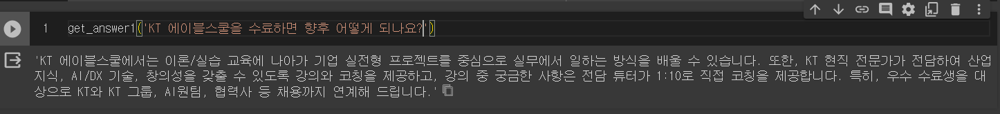 1 get_answer1('KT 에이블스쿨을 수료하면 향후 어떻게 되나요?')
'KT 에이블스쿨에서는 이론/실습 교육에 나아가 기업 실전형 프로젝트를 중심으로 실무에서 일하는 방식을 배울 수 있습니다. 또한, KT 현직 전문가가 전담하여 산업
지식, AI/DX 기술, 창의성을 갖출 수 있도록 강의와 코칭을 제공하고, 강의 중 궁금한 사항은 전담 튜터가 1:10로 직접 코칭을 제공합니다. 특히, 우수 수료생을 대
상으로 KT와 KT 그룹, AI원팀, 협력사 등 채용까지 연계해 드립니다.'